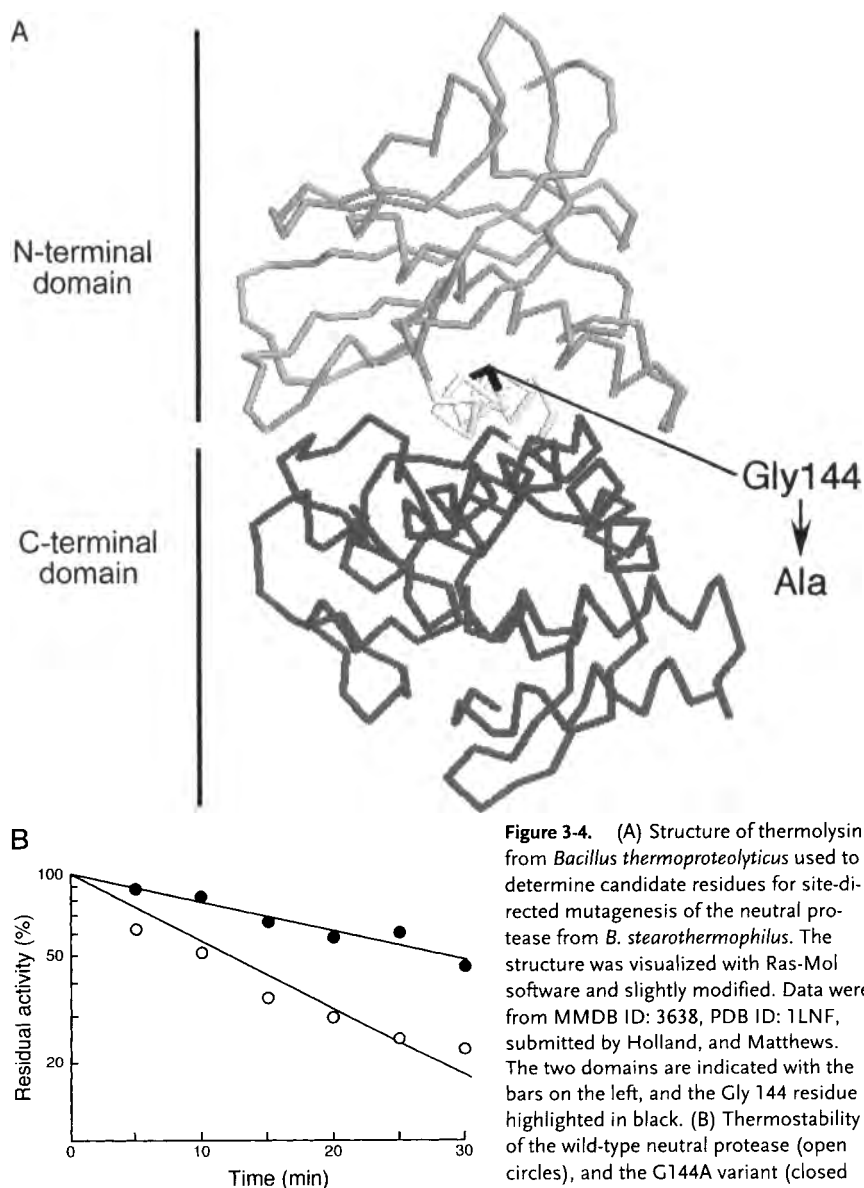 A
N-terminal
domain
Gly144
C-terminal
domain
Ala
B
100
50
20
Residual activity (%)
0
10
20
30
Time (min)
Figure 3-4. (A) Structure of thermolysin
from Bacillus thermoproteolyticus used to
determine candidate residues for site-di-
rected mutagenesis of the neutral pro-
tease from B. stearothermophilus. The
structure was visualized with Ras-Mol
software and slightly modified. Data were
from MMDB ID: 3638, PDB ID: 1LNF,
submitted by Holland, and Matthews.
The two domains are indicated with the
bars on the left, and the Gly 144 residue
highlighted in black. (B) Thermostability
of the wild-type neutral protease (open
circles), and the G144A variant (closed